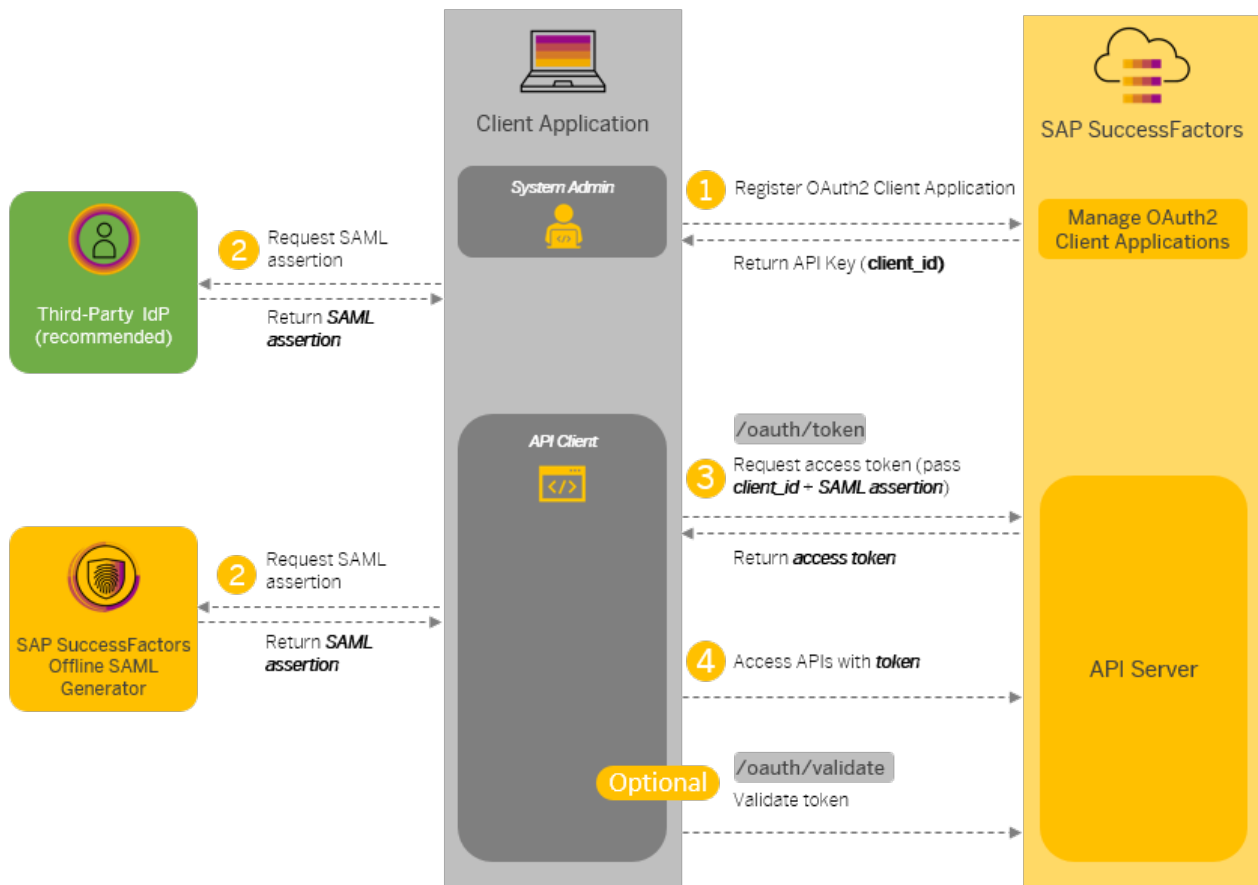 Client Application
SAP SuccessFactors
System Admin
1
Register OAuth2 Client Application
Return API Key (client_id)
Manage OAuth2
Client Applications
Third-Party IdP
(recommended)
2
Request SAML
assertion
Return SAML
assertion
API Client
</>
/oauth/token
3
Request access token (pass
client_id + SAML assertion)
Return access token
SAP SuccessFactors
Offline SAML
Generator
2
Request SAML
assertion
Return SAML
assertion
4
Access APIs with token
API Server
Optional
/oauth/validate
Validate token